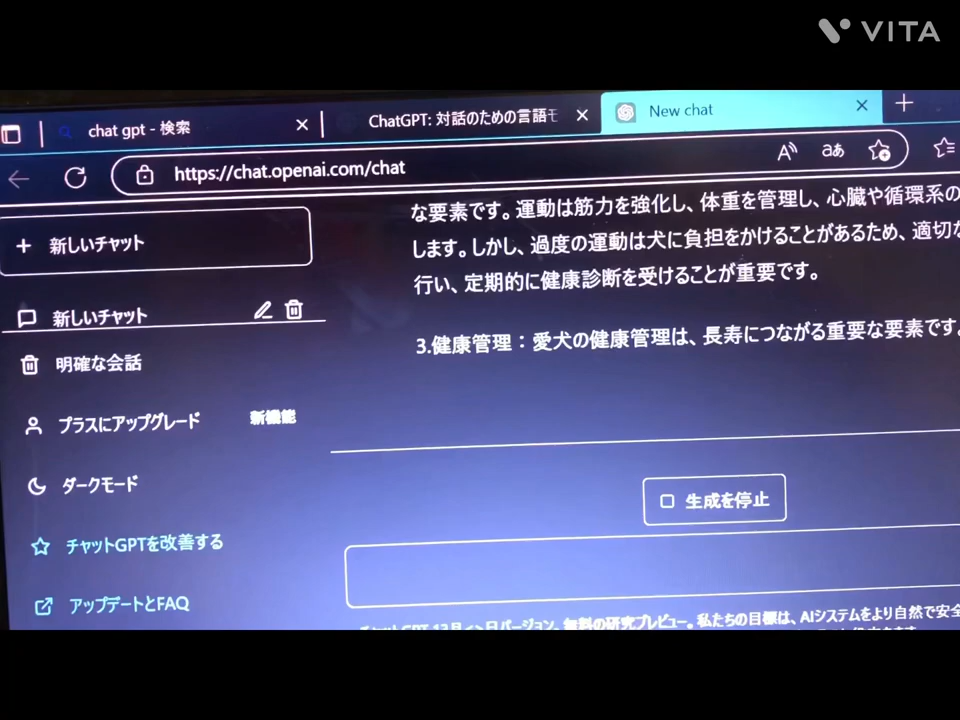 VITA
chat gpt - 検索
ChatGPT: 対話のための言語モ
New chat
https://chat.openai.com/chat
aあ
新しいチャット
新しいチャット
明確な会話
プラスにアップグレード 新機能
ダークモード
チャットGPTを改善する
アップデートとFAQ
な要素です。運動は筋力を強化し、体重を管理し、心臓や循環系の
します。しかし、過度の運動は犬に負担をかけることがあるため、適切な
行い、定期的に健康診断を受けることが重要です。
3.健康管理：愛犬の健康管理は、長寿につながる重要な要素です。
生成を停止
日バージョン。無料の研究プレビュー。私たちの目標は、AIシステムをより自然で安全